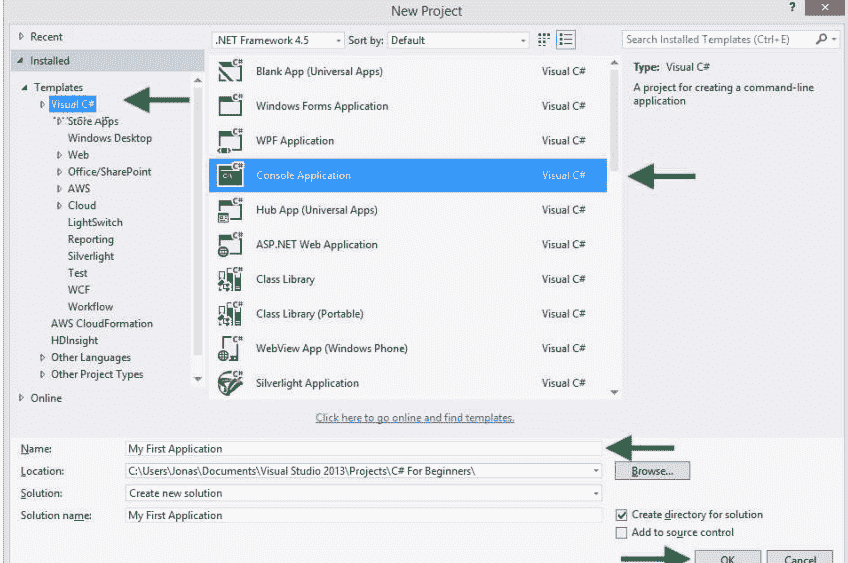 New Project
?
x
Recent
.NET Framework 4.5
Sort by:
Default
Search Installed Templates (Ctrl+E)
Installed
Templates
Visual C#
Store Apps
Windows Desktop
Web
Office/SharePoint
AWS
Cloud
LightSwitch
Reporting
Silverlight
Test
WCF
Workflow
AWS CloudFormation
HDInsight
Other Languages
Other Project Types
Online
Blank App (Universal Apps) Visual C#
Windows Forms Application Visual C#
WPF Application Visual C#
Console Application Visual C#
Hub App (Universal Apps) Visual C#
ASP.NET Web Application Visual C#
Class Library Visual C#
Class Library (Portable) Visual C#
WebView App (Windows Phone) Visual C#
Silverlight Application Visual C#
Click here to go online and find templates.
Type: Visual C#
A project for creating a command-line
application
Name: My First Application
Location: C:\Users\Jonas\Documents\Visual Studio 2013\Projects\C# For Beginners\
Browse...
Solution: Create new solution
Solution name: My First Application
Create directory for solution
Add to source control
OK
Cancel